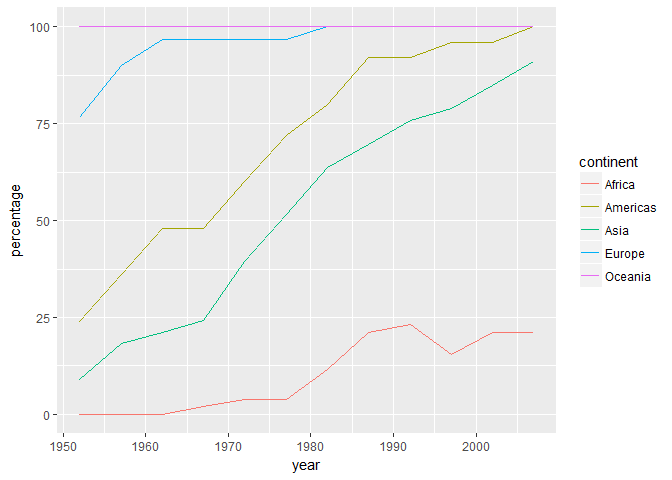 100
75
50
25
0
percentage
1950
1960
1970
1980
1990
2000
year
continent
Africa
Americas
Asia
Europe
Oceania